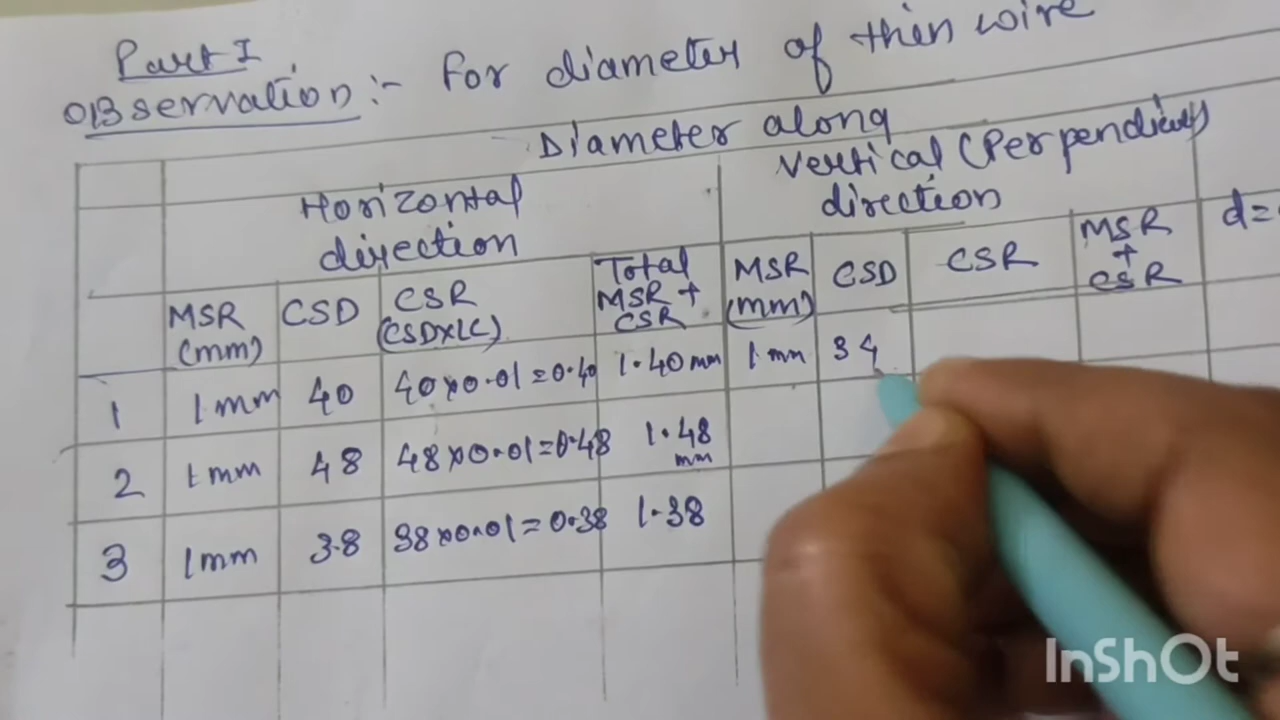 Part I
OBservation :- For diameter of thin wire
Diameter along
Horizontal direction
Vertical (Perpendicular) direction
MSR (mm) CSD CSR (CSD×LC) Total MSR + CSR MSR (mm) CSD CSR MSR + CSR d=
1 1mm 40 40×0.01=0.40 1.40mm 1mm 34
2 1mm 48 48×0.01=0.48 1.48 mm
3 1mm 3.8 38×0.01=0.38 1.38
InShOt